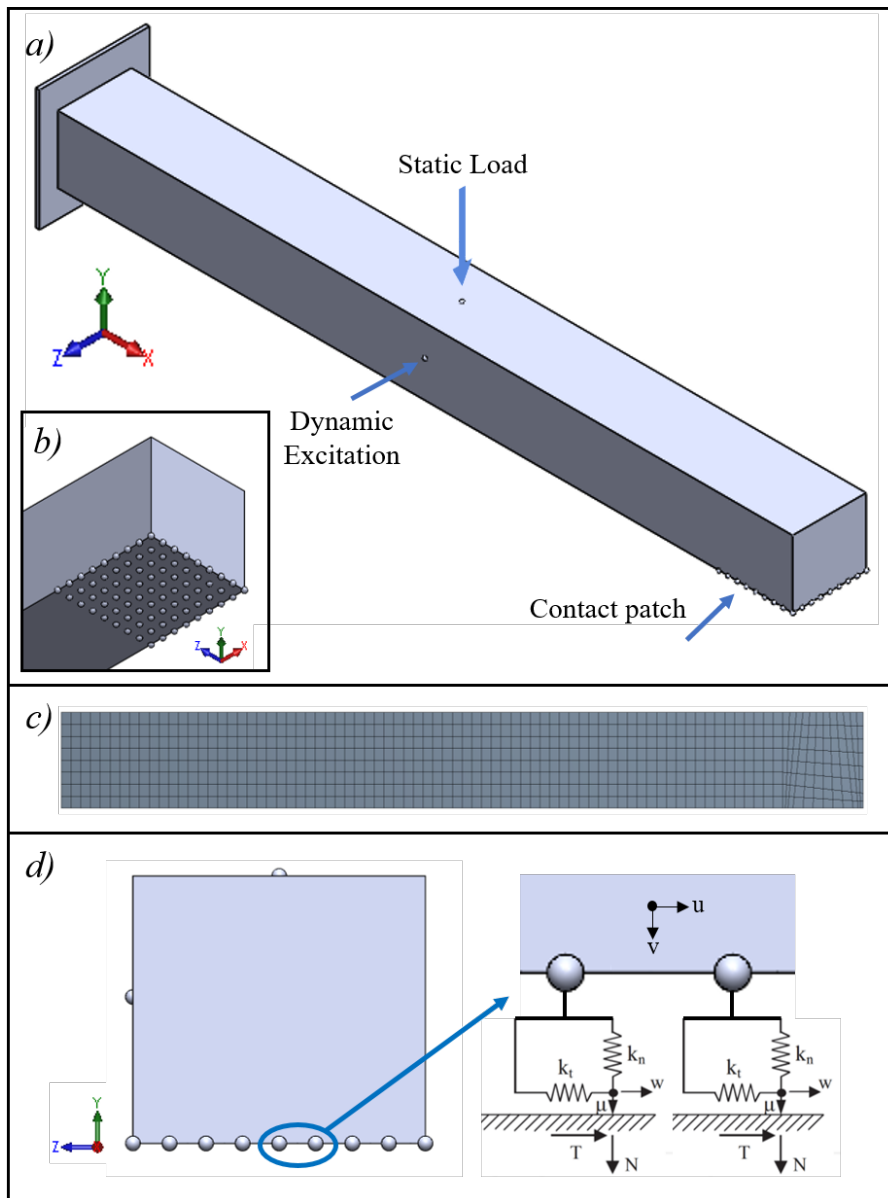 a)
Static Load
Y
Z
X
Dynamic
Excitation
b)
Contact patch
Y
Z
X
c)
d)
u
v
kₙ
kₙ
kₜ
w
kₜ
w
μ
μ
Y
Z
T
T
N
N